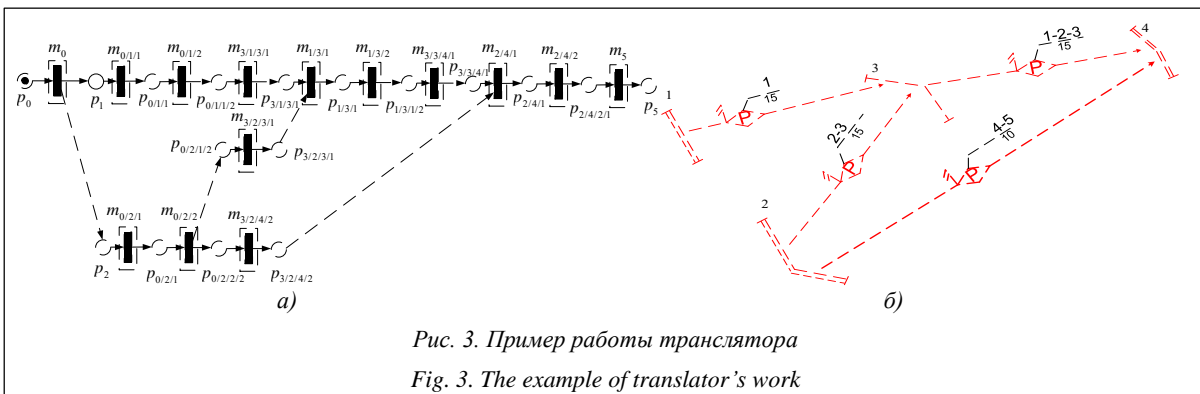 m0 m0/1/1 m0/1/2 m3/1/3/1 m1/3/1 m1/3/2 m3/3/4/1 m2/4/1 m2/4/2 m5
p3/3/4/1
p0 p1 p0/1/1 p0/1/1/2 p3/1/3/1 p1/3/1 p1/3/1/2 p2/4/1 p2/4/2/1 p5
m3/2/3/1
p0/2/1/2 p3/2/3/1
m0/2/1 m0/2/2 m3/2/4/2
p2 p0/2/1 p0/2/2/2 p3/2/4/2
а)
1
P 1/15
2
P 2-3/15
3
P 1-2-3/15
4
P 4-5/10
б)
Рис. 3. Пример работы транслятора
Fig. 3. The example of translator's work